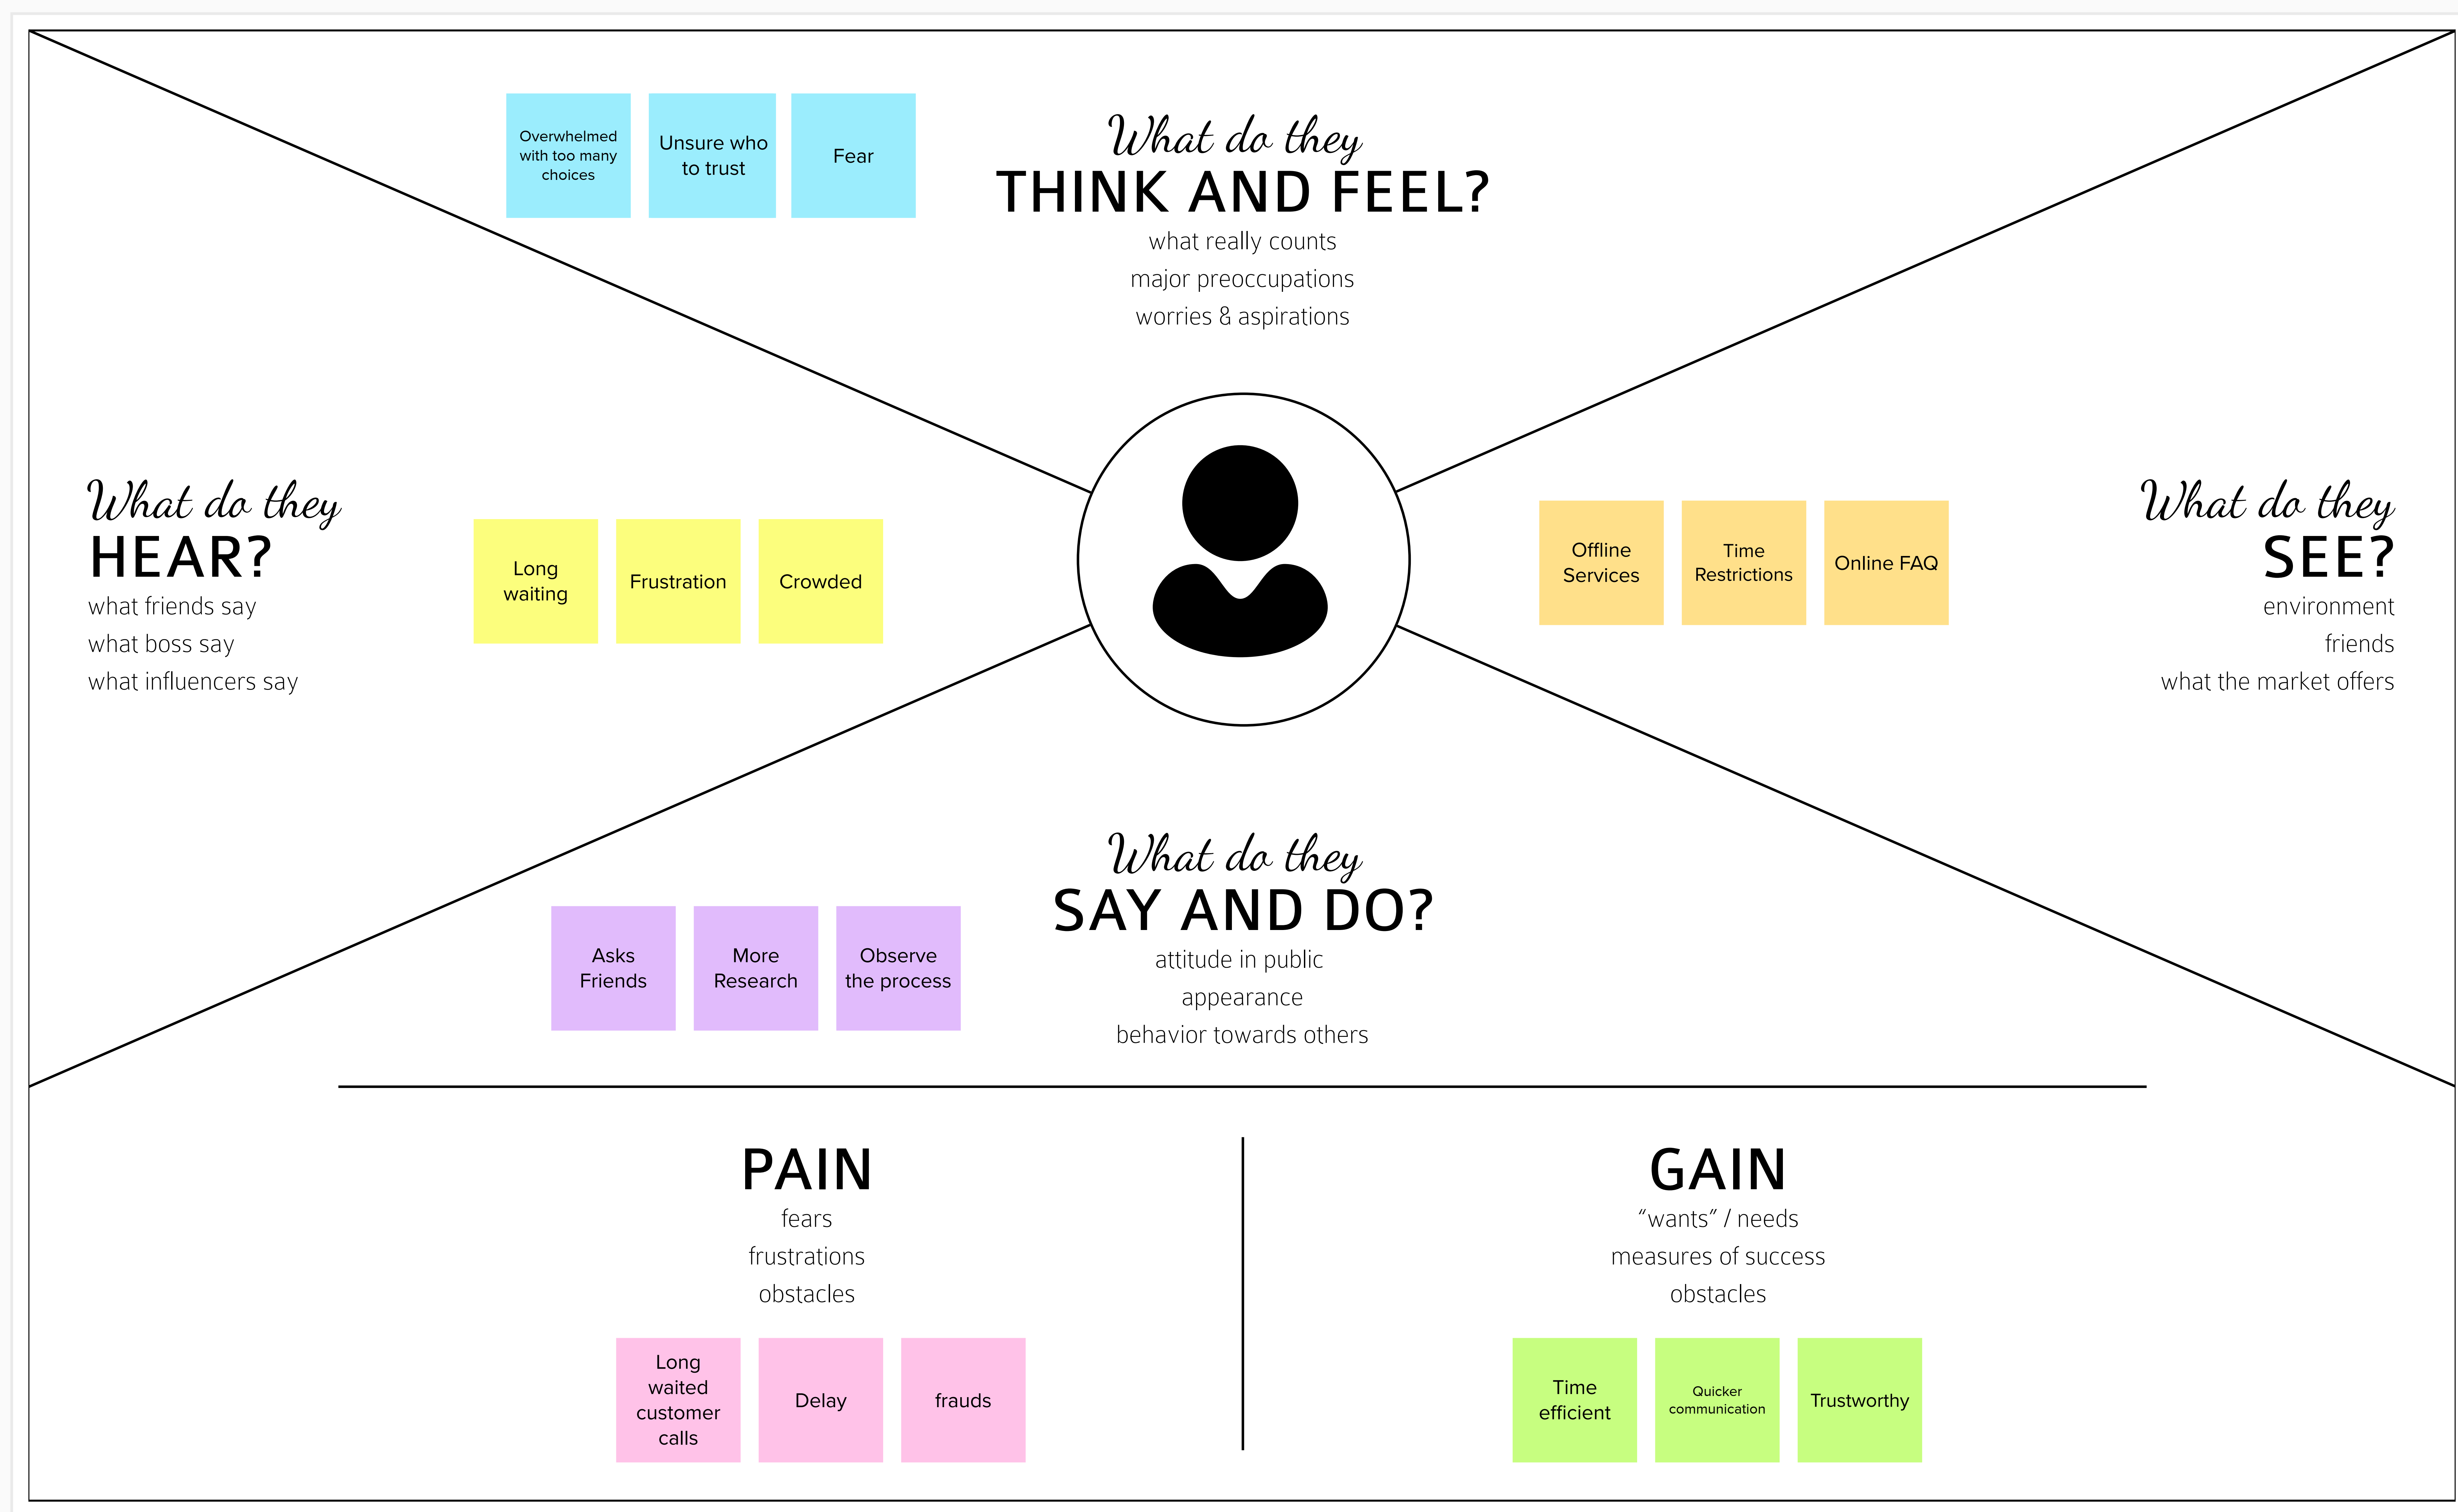 Overwhelmed
with too many
choices
Unsure who
to trust
Fear
What do they
THINK AND FEEL?
what really counts
major preoccupations
worries & aspirations
What do they
HEAR?
what friends say
what boss say
what influencers say
Long
waiting
Frustration
Crowded
Offline
Services
Time
Restrictions
Online FAQ
What do they
SEE?
environment
friends
what the market offers
What do they
SAY AND DO?
attitude in public
appearance
behavior towards others
Asks
Friends
More
Research
Observe
the process
PAIN
fears
frustrations
obstacles
Long
waited
customer
calls
Delay
frauds
GAIN
“wants” / needs
measures of success
obstacles
Time
efficient
Quicker
communication
Trustworthy